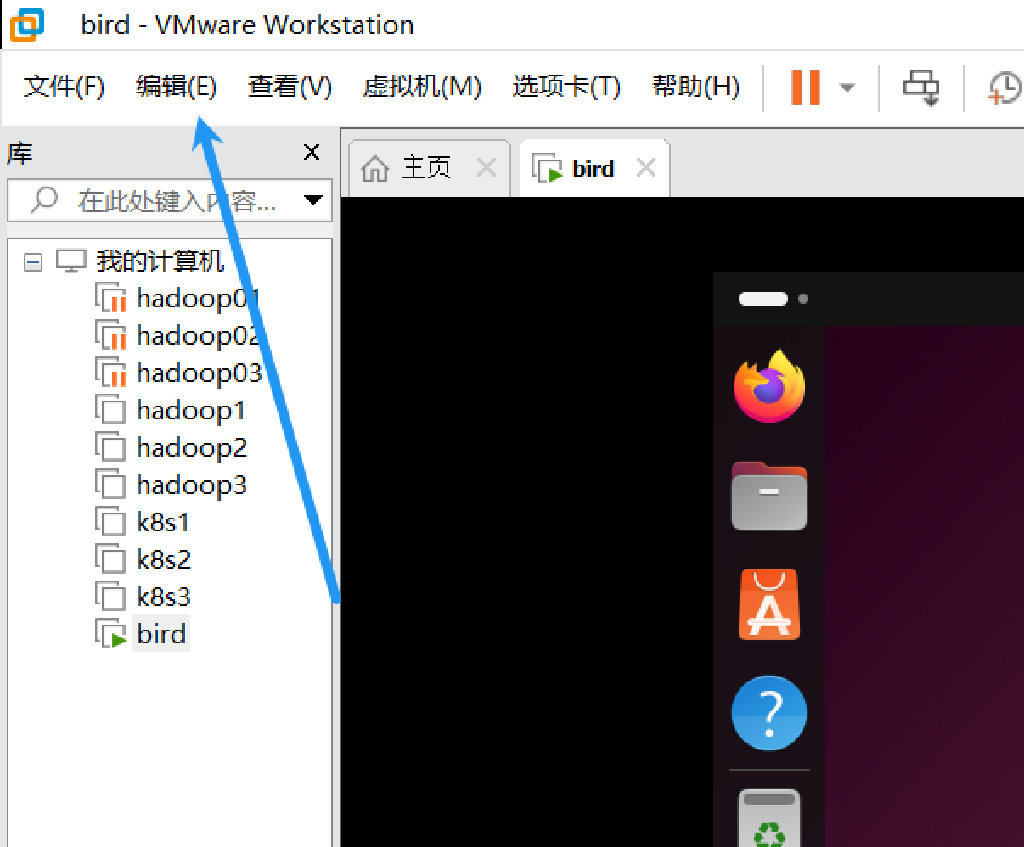 bird - VMware Workstation
文件(F) 编辑(E) 查看(V) 虚拟机(M) 选项卡(T) 帮助(H)
库
主页
bird
在此处键入内容...
我的计算机
hadoop01
hadoop02
hadoop03
hadoop1
hadoop2
hadoop3
k8s1
k8s2
k8s3
bird